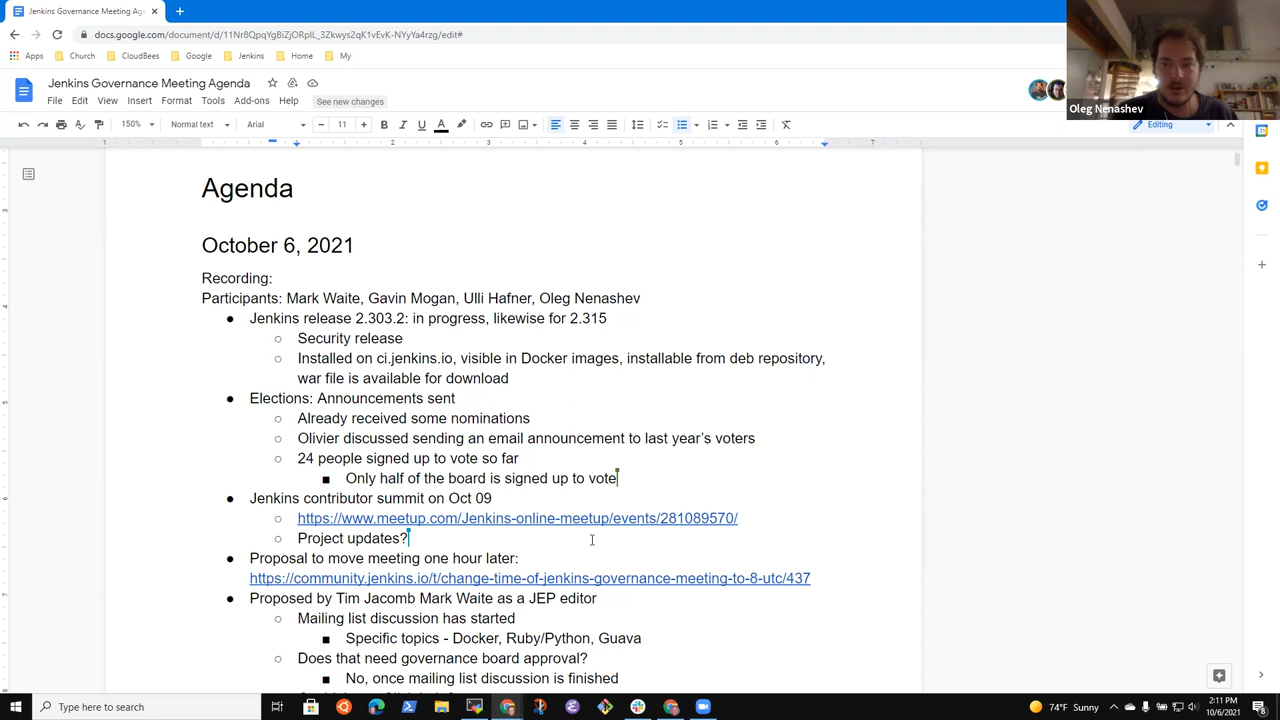 Jenkins Governance Meeting Ag
docs.google.com/document/d/11Nr8QpqYgBiZjORpIL_3Zkwys2qK1vEvK-NYyYa4rzg/edit#
Apps Church CloudBees Google Jenkins Home My
Oleg Nenashev
Jenkins Governance Meeting Agenda
File Edit View Insert Format Tools Add-ons Help See new changes
150% Normal text Arial 11 Editing
1 1 2 3 4 5 6 7
Agenda
October 6, 2021
Recording:
Participants: Mark Waite, Gavin Mogan, Ulli Hafner, Oleg Nenashev
Jenkins release 2.303.2: in progress, likewise for 2.315
Security release
Installed on ci.jenkins.io, visible in Docker images, installable from deb repository,
war file is available for download
Elections: Announcements sent
Already received some nominations
Olivier discussed sending an email announcement to last year's voters
24 people signed up to vote so far
Only half of the board is signed up to vote
Jenkins contributor summit on Oct 09
https://www.meetup.com/Jenkins-online-meetup/events/281089570/
Project updates?
Proposal to move meeting one hour later:
https://community.jenkins.io/t/change-time-of-jenkins-governance-meeting-to-8-utc/437
Proposed by Tim Jacomb Mark Waite as a JEP editor
Mailing list discussion has started
Specific topics - Docker, Ruby/Python, Guava
Does that need governance board approval?
No, once mailing list discussion is finished
Type here to search
74°F Sunny
2:11 PM
10/6/2021